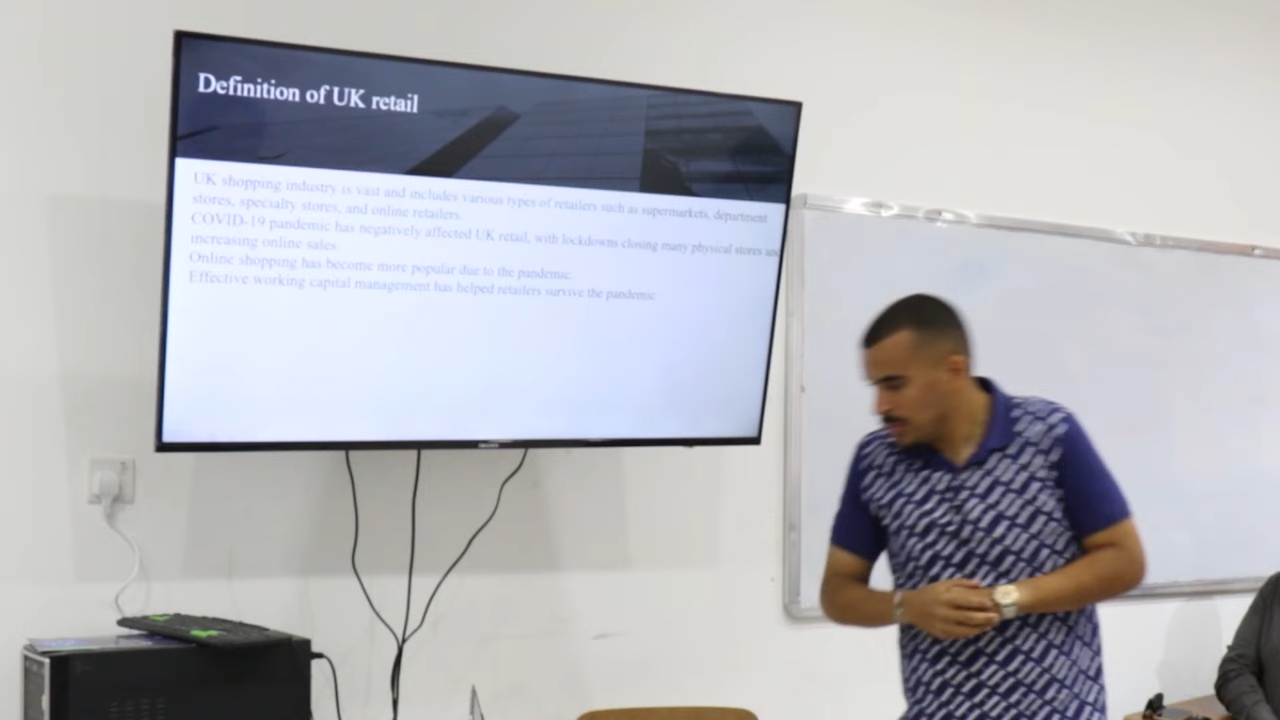 Definition of UK retail
UK shopping industry is vast and includes various types of retailers such as supermarkets, department
stores, specialty stores, and online retailers.
COVID-19 pandemic has negatively affected UK retail, with lockdowns closing many physical stores and
increasing online sales.
Online shopping has become more popular due to the pandemic.
Effective working capital management has helped retailers survive the pandemic